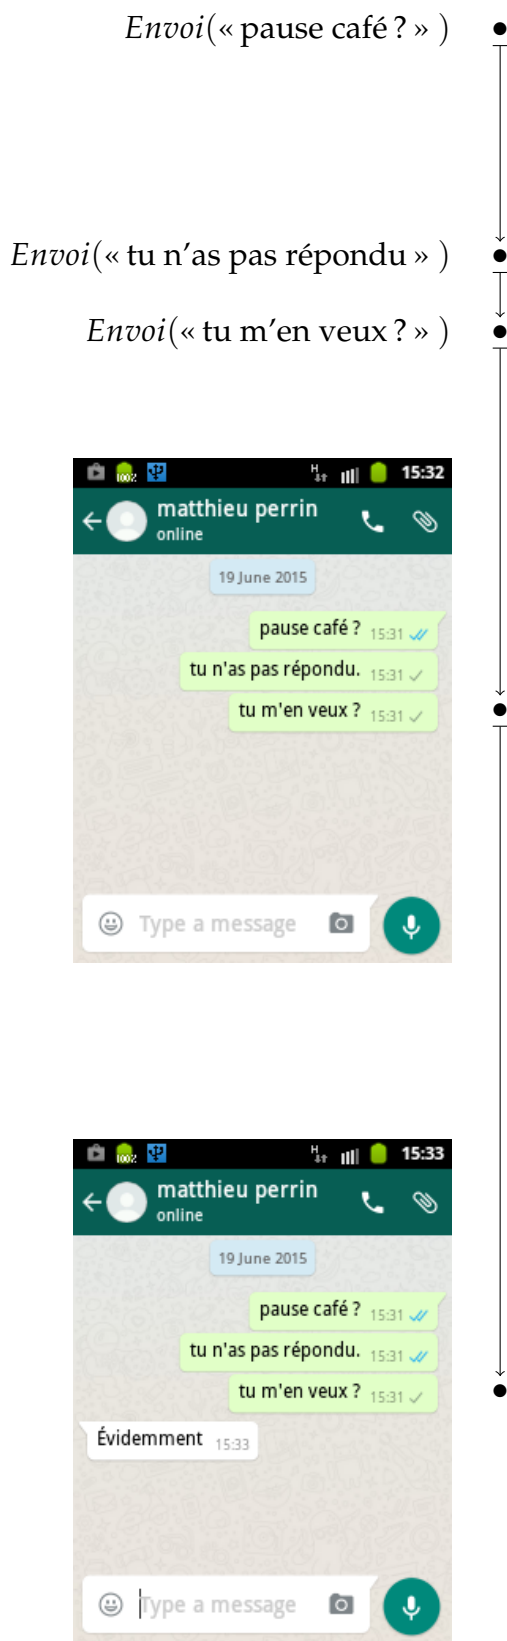 Envoi(« pause café ? » )
Envoi(« tu n'as pas répondu » )
Envoi(« tu m'en veux ? » )
100% H 15:32
matthieu perrin
online
19 June 2015
pause café ? 15:31
tu n'as pas répondu. 15:31
tu m'en veux ? 15:31
Type a message
100% H 15:33
matthieu perrin
online
19 June 2015
pause café ? 15:31
tu n'as pas répondu. 15:31
tu m'en veux ? 15:31
Évidemment 15:33
Type a message